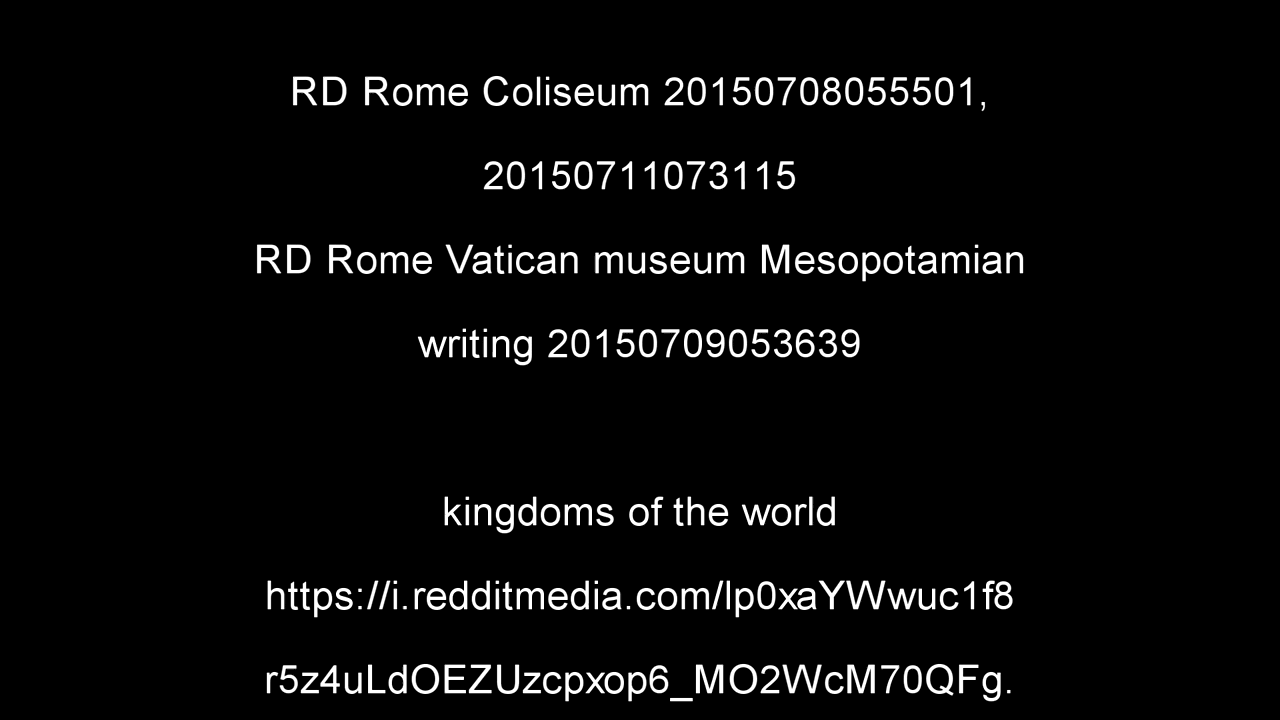 RD Rome Coliseum 20150708055501,
20150711073115
RD Rome Vatican museum Mesopotamian
writing 20150709053639
kingdoms of the world
https://i.redditmedia.com/lp0xaYWwuc1f8
r5z4uLdOEZUzcpxop6_MO2WcM70QFg.